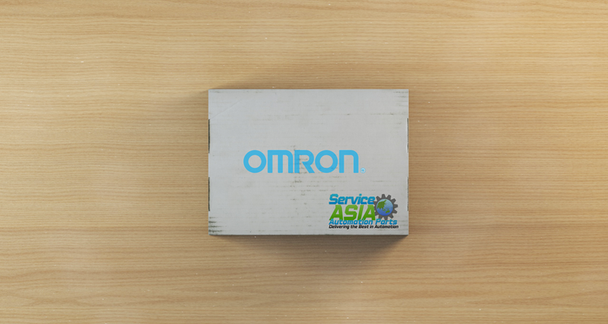 OMRON
Service
ASIA
Automation Parts
Delivering the Best in Automation